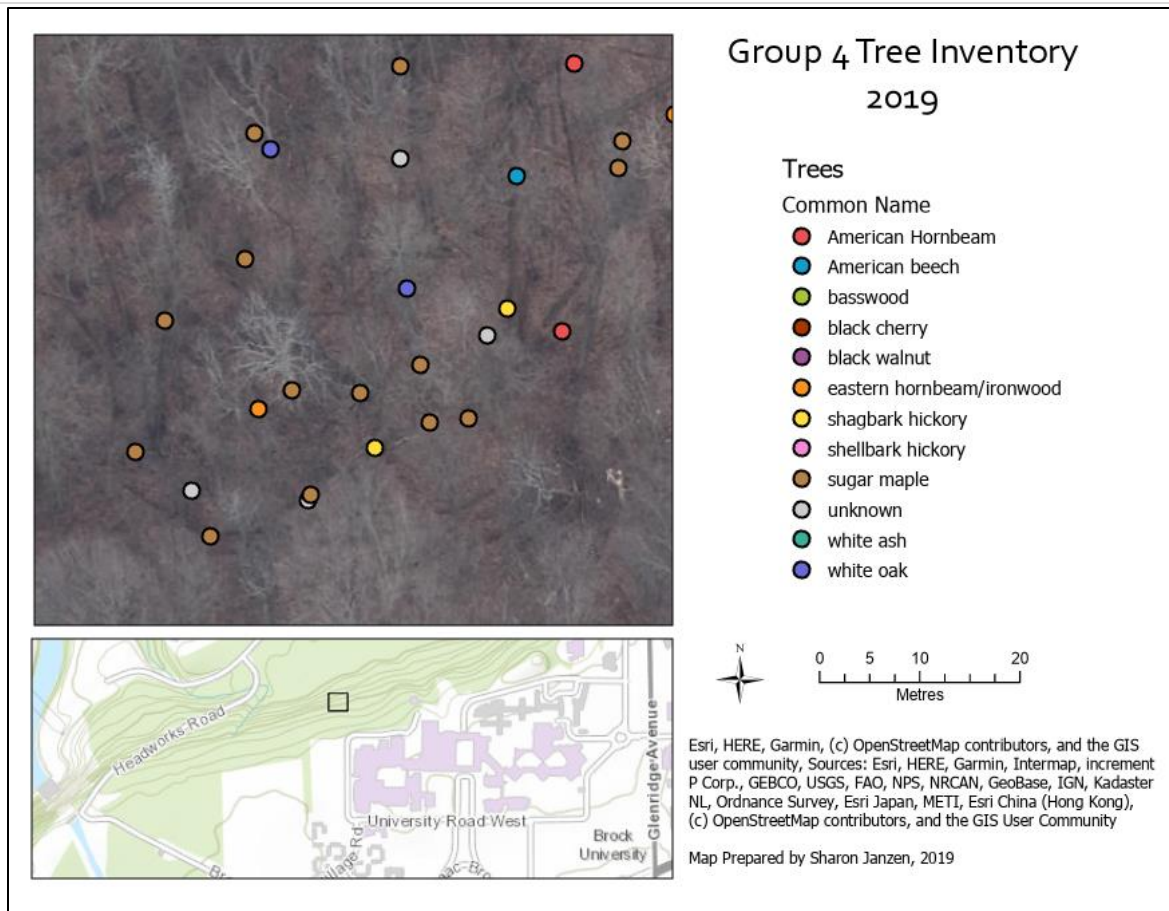 Group 4 Tree Inventory
2019
Trees
Common Name
American Hornbeam
American beech
basswood
black cherry
black walnut
eastern hornbeam/ironwood
shagbark hickory
shellbark hickory
sugar maple
unknown
white ash
white oak
N
0 5 10 20
Metres
Headworks Road
University Road West
Village Rd
Glenridge Avenue
Brock
University
Esri, HERE, Garmin, (c) OpenStreetMap contributors, and the GIS
user community, Sources: Esri, HERE, Garmin, Intermap, increment
P Corp., GEBCO, USGS, FAO, NPS, NRCAN, GeoBase, IGN, Kadaster
NL, Ordnance Survey, Esri Japan, METI, Esri China (Hong Kong),
(c) OpenStreetMap contributors, and the GIS User Community
Map Prepared by Sharon Janzen, 2019